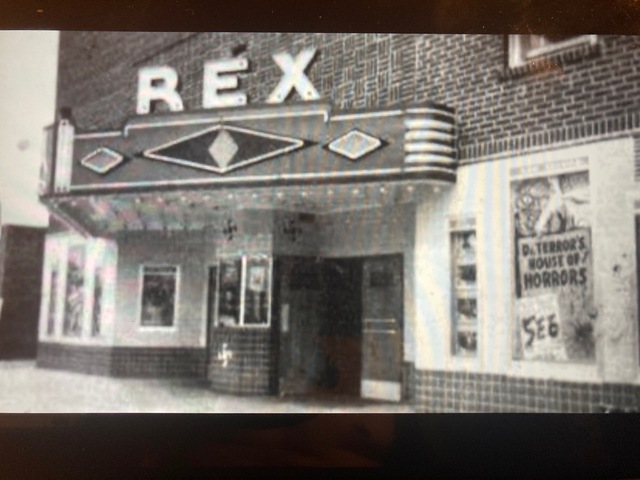 REX
DR TERROR'S
HOUSE OF
HORRORS
SEE